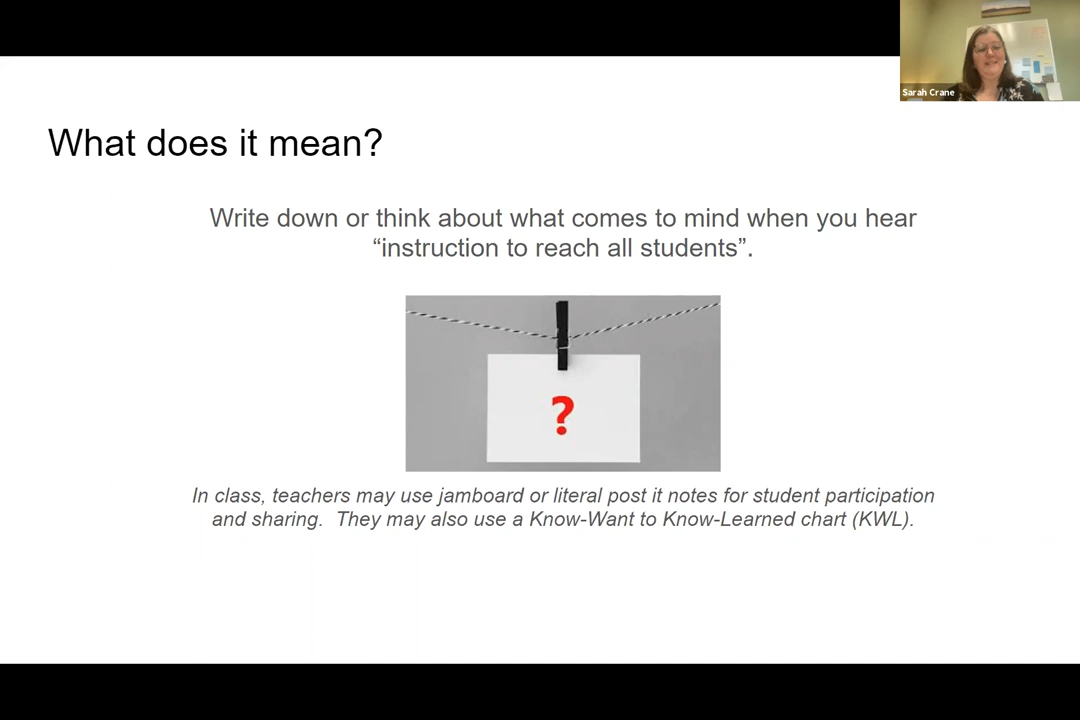 Sarah Crane
What does it mean?
Write down or think about what comes to mind when you hear
“instruction to reach all students”.
?
In class, teachers may use jamboard or literal post it notes for student participation
and sharing.  They may also use a Know-Want to Know-Learned chart (KWL).